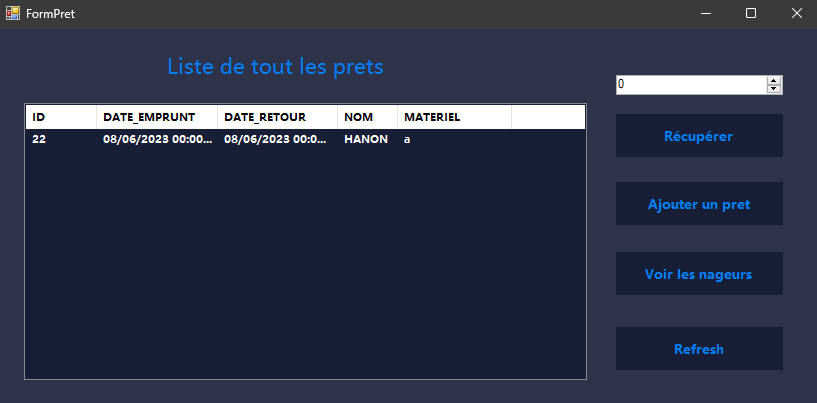 FormPret
Liste de tout les prets
0
ID DATE_EMPRUNT DATE_RETOUR NOM MATERIEL
22 08/06/2023 00:00... 08/06/2023 00:0... HANON a
Récupérer
Ajouter un pret
Voir les nageurs
Refresh